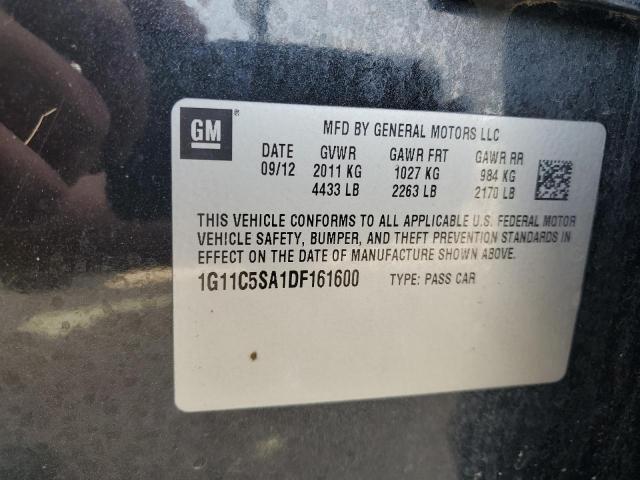 GM ®
MFD BY GENERAL MOTORS LLC
DATE GVWR GAWR FRT GAWR RR
09/12 2011 KG 1027 KG 984 KG
4433 LB 2263 LB 2170 LB
THIS VEHICLE CONFORMS TO ALL APPLICABLE U.S. FEDERAL MOTOR
VEHICLE SAFETY, BUMPER, AND THEFT PREVENTION STANDARDS IN
EFFECT ON THE DATE OF MANUFACTURE SHOWN ABOVE.
1G11C5SA1DF161600 TYPE: PASS CAR